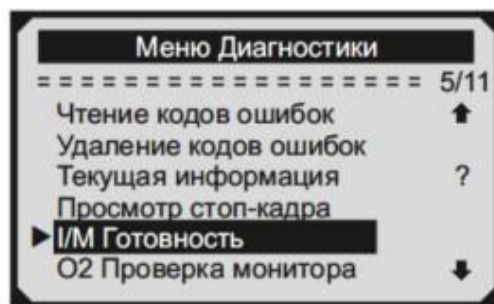 Меню Диагностики
= = = = = = = = = = = = = = = = = = = 5/11
Чтение кодов ошибок
Удаление кодов ошибок
Текущая информация ?
Просмотр стоп-кадра
I/M Готовность
O2 Проверка монитора